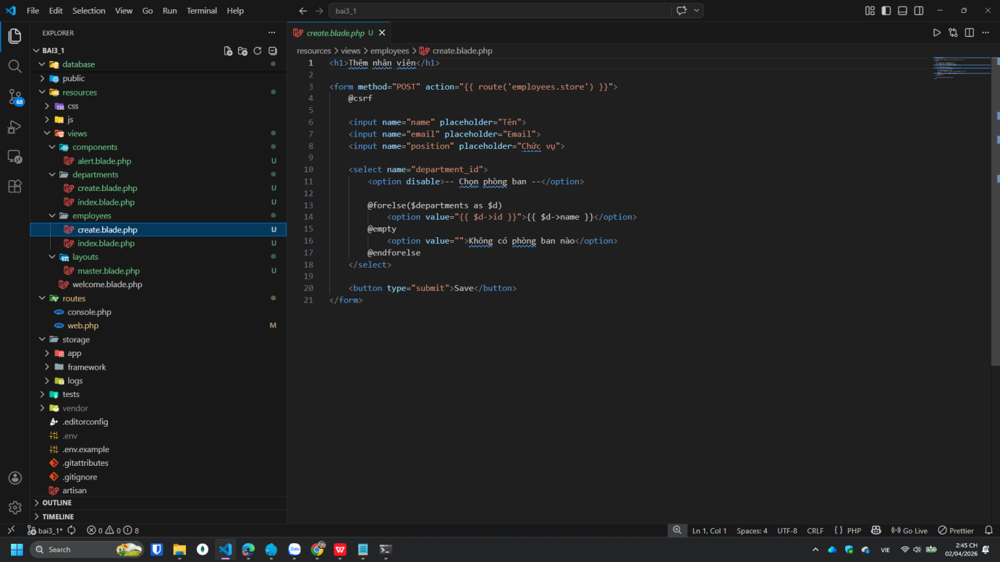 File Edit Selection View Go Run Terminal Help
bai3_1
EXPLORER
BAI3_1
database
public
resources
css
js
views
components
alert.blade.php U
departments
create.blade.php U
index.blade.php U
employees
create.blade.php U
index.blade.php U
layouts
master.blade.php U
welcome.blade.php
routes
console.php
web.php M
storage
app
framework
logs
tests
vendor
.editorconfig
.env
.env.example
.gitattributes
.gitignore
artisan
OUTLINE
TIMELINE
68
create.blade.php U
resources > views > employees > create.blade.php
1 <h1>Thêm nhân viên</h1>
2
3 <form method="POST" action="{{ route('employees.store') }}">
4 @csrf
5
6 <input name="name" placeholder="Tên">
7 <input name="email" placeholder="Email">
8 <input name="position" placeholder="Chức vụ">
9
10 <select name="department_id">
11 <option disable>-- Chọn phòng ban --</option>
12
13 @forelse($departments as $d)
14 <option value="{{ $d->id }}">{{ $d->name }}</option>
15 @empty
16 <option value="">Không có phòng ban nào</option>
17 @endforelse
18 </select>
19
20 <button type="submit">Save</button>
21 </form>
bai3_1* 0 0 8
Ln 1, Col 1 Spaces: 4 UTF-8 CRLF { } PHP Go Live Prettier
Search
Zalo
VIE
2:45 CH
02/04/2026